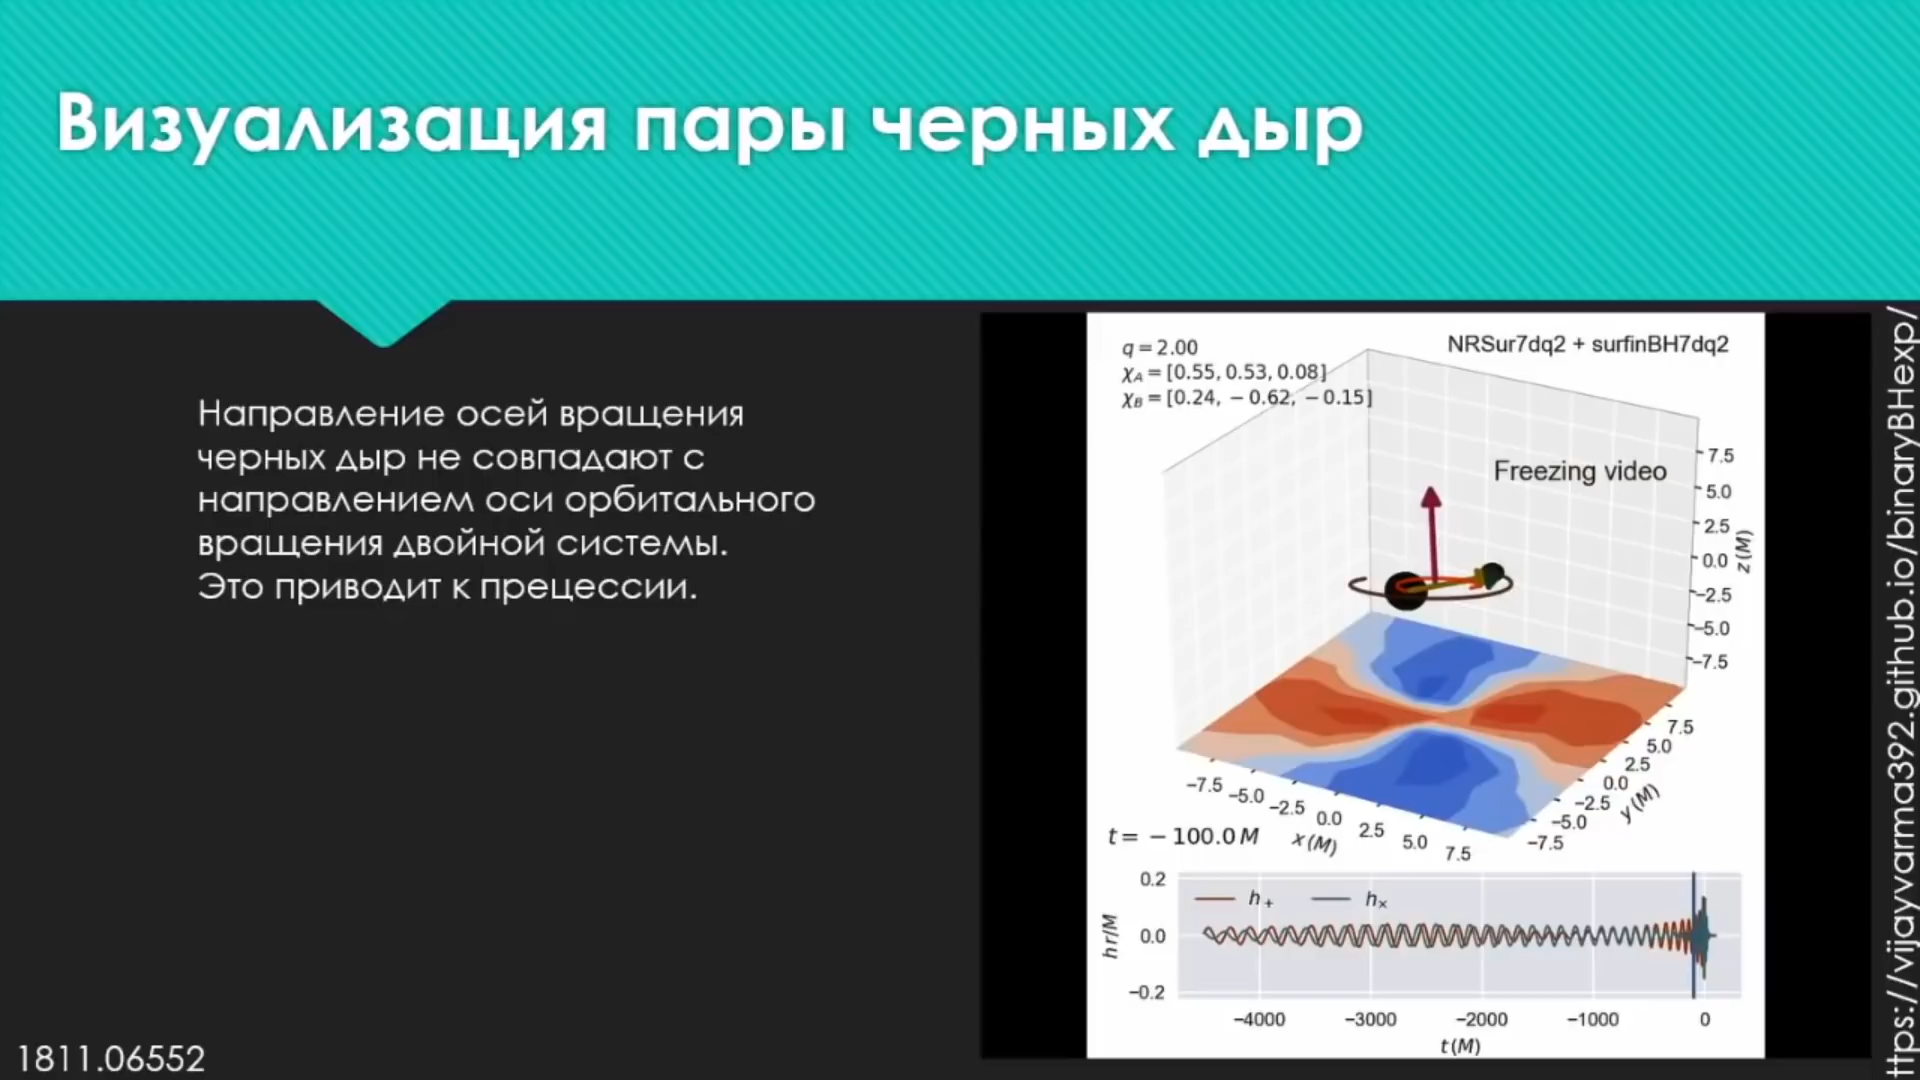 Визуализация пары черных дыр
Направление осей вращения
черных дыр не совпадают с
направлением оси орбитального
вращения двойной системы.
Это приводит к прецессии.
1811.06552
q = 2.00
χA = [0.55, 0.53, 0.08]
χB = [0.24, − 0.62, − 0.15]
NRSur7dq2 + surfinBH7dq2
Freezing video
7.5
5.0
2.5
0.0
−2.5
−5.0
−7.5
z (M)
7.5
5.0
2.5
0.0
−2.5
−5.0
−7.5
y (M)
−7.5
−5.0
−2.5
0.0
2.5
5.0
7.5
x (M)
t = − 100.0 M
h+
h×
0.2
0.0
−0.2
h r/M
−4000
−3000
−2000
−1000
0
t (M)
ttps://vijayvarma392.github.io/binaryBHexp/